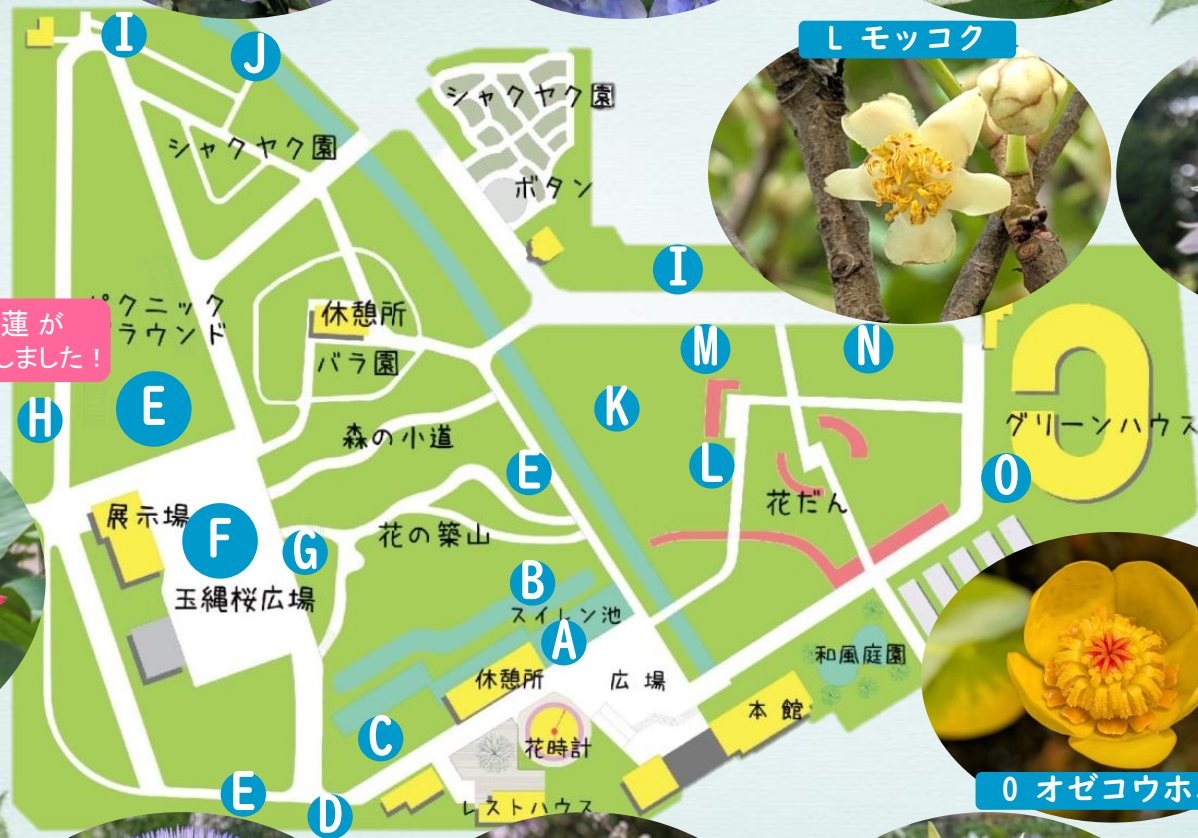 I
J
L モッコク
シャクヤク園
シャクヤク園
ボタン
I
蓮 が
しました！
ピクニック
グラウンド
休憩所
バラ園
M
N
H
E
K
グリーンハウス
森の小道
E
L
O
花だん
展示場
F
G
花の築山
B
スイレン池
玉縄桜広場
A
和風庭園
休憩所
広場
本館
C
花時計
E
D
レストハウス
O オゼコウホ